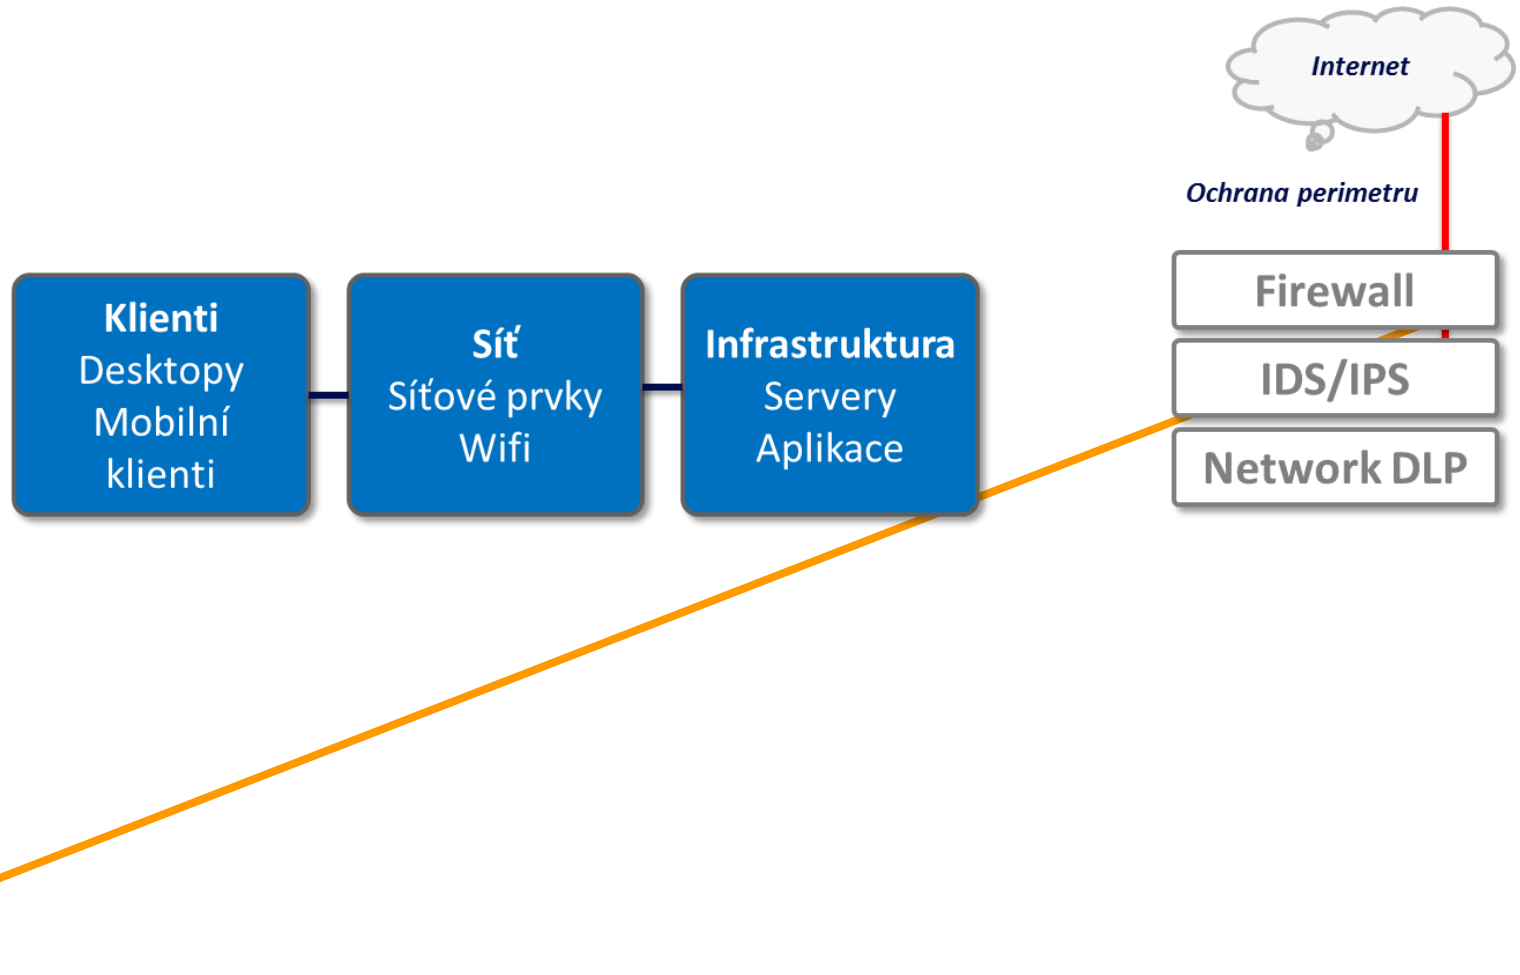 Internet
Ochrana perimetru
Klienti
Desktopy
Mobilní
klienti
Síť
Síťové prvky
Wifi
Infrastruktura
Servery
Aplikace
Firewall
IDS/IPS
Network DLP